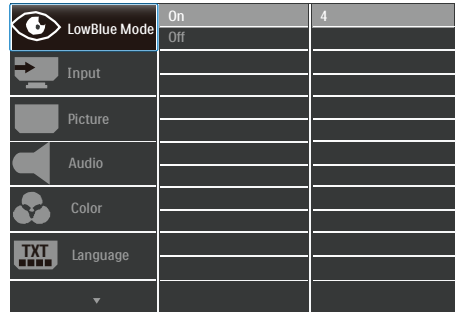 LowBlue Mode
On
4
Off
Input
Picture
Audio
Color
TXT
Language